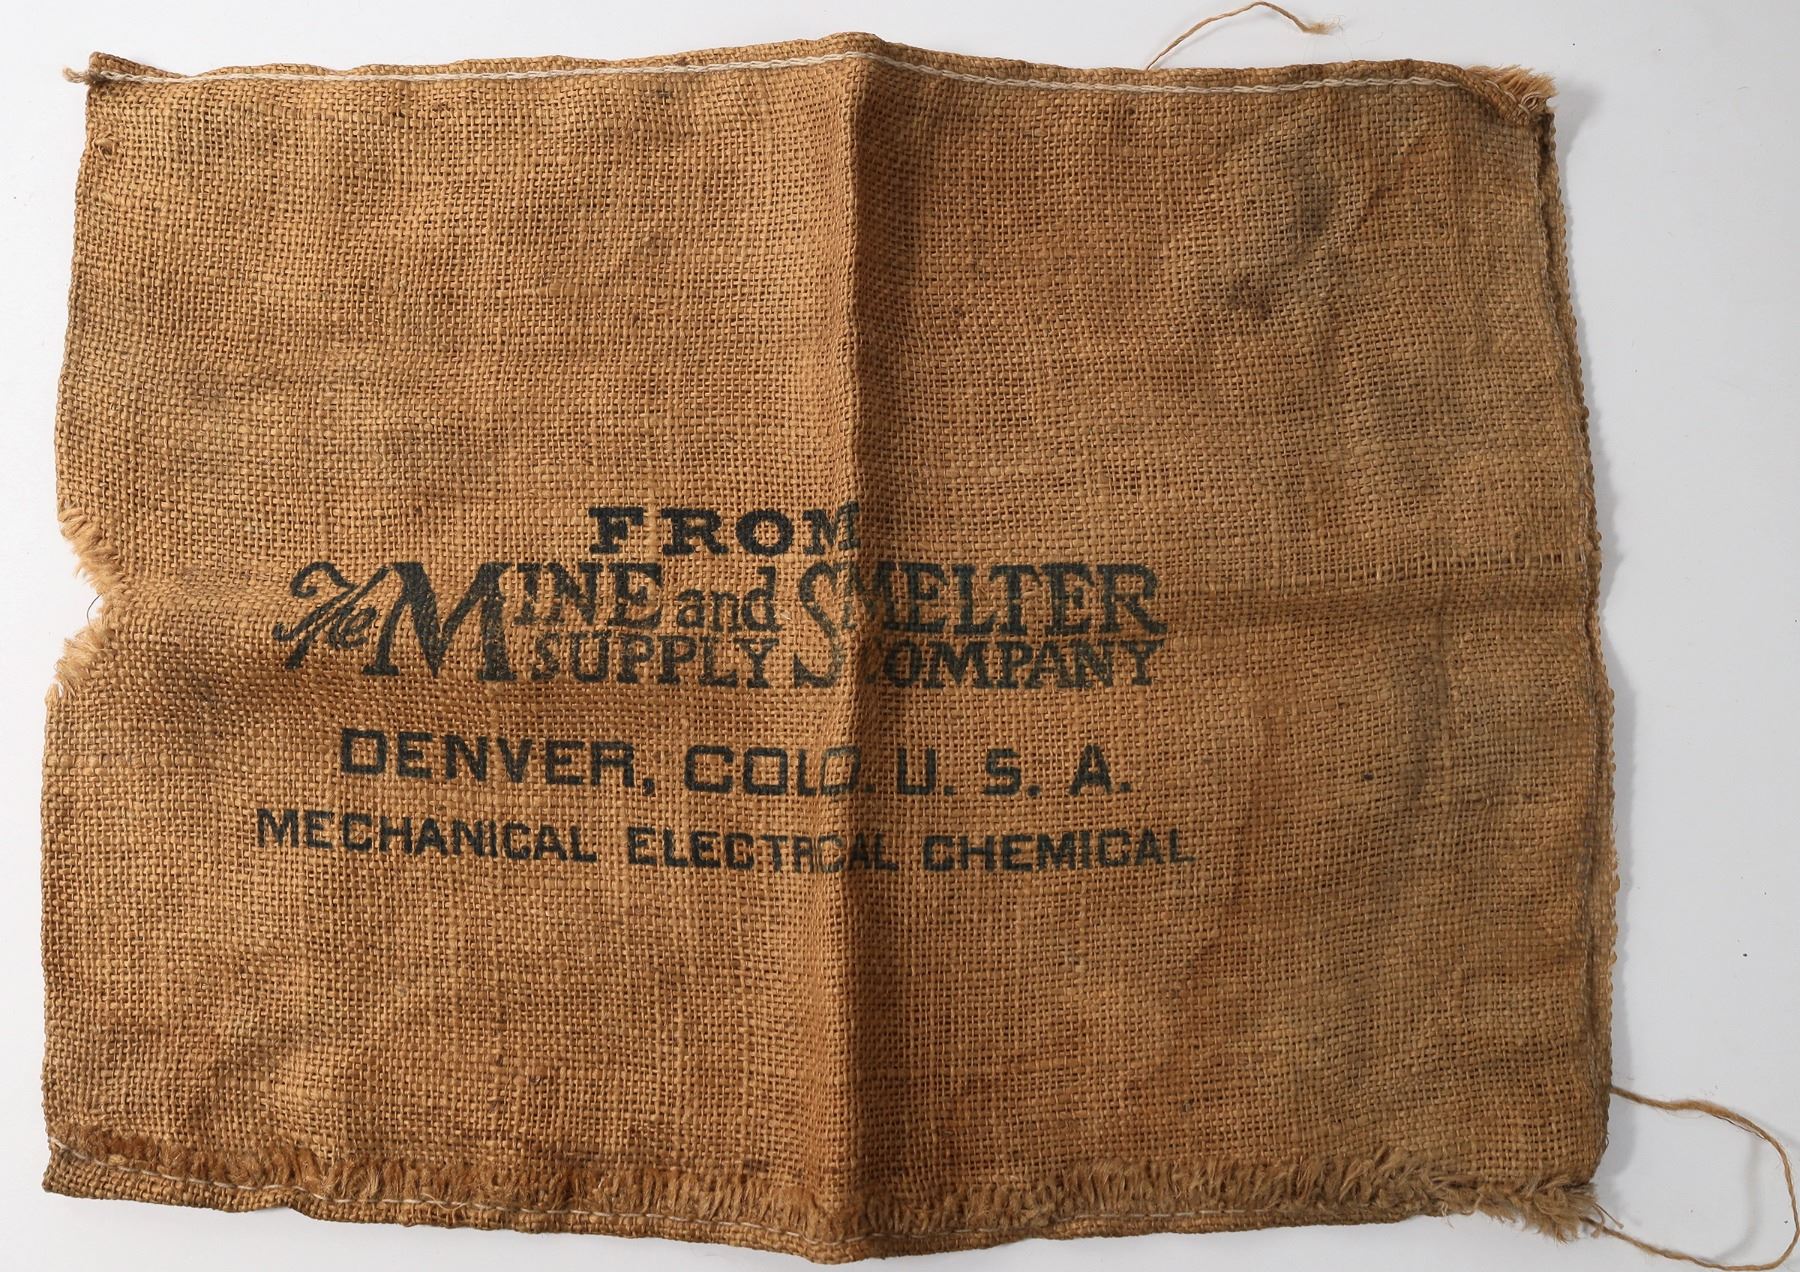 FROM
The MINE and SMELTER
SUPPLY COMPANY
DENVER, COLO. U. S. A.
MECHANICAL ELECTRICAL CHEMICAL